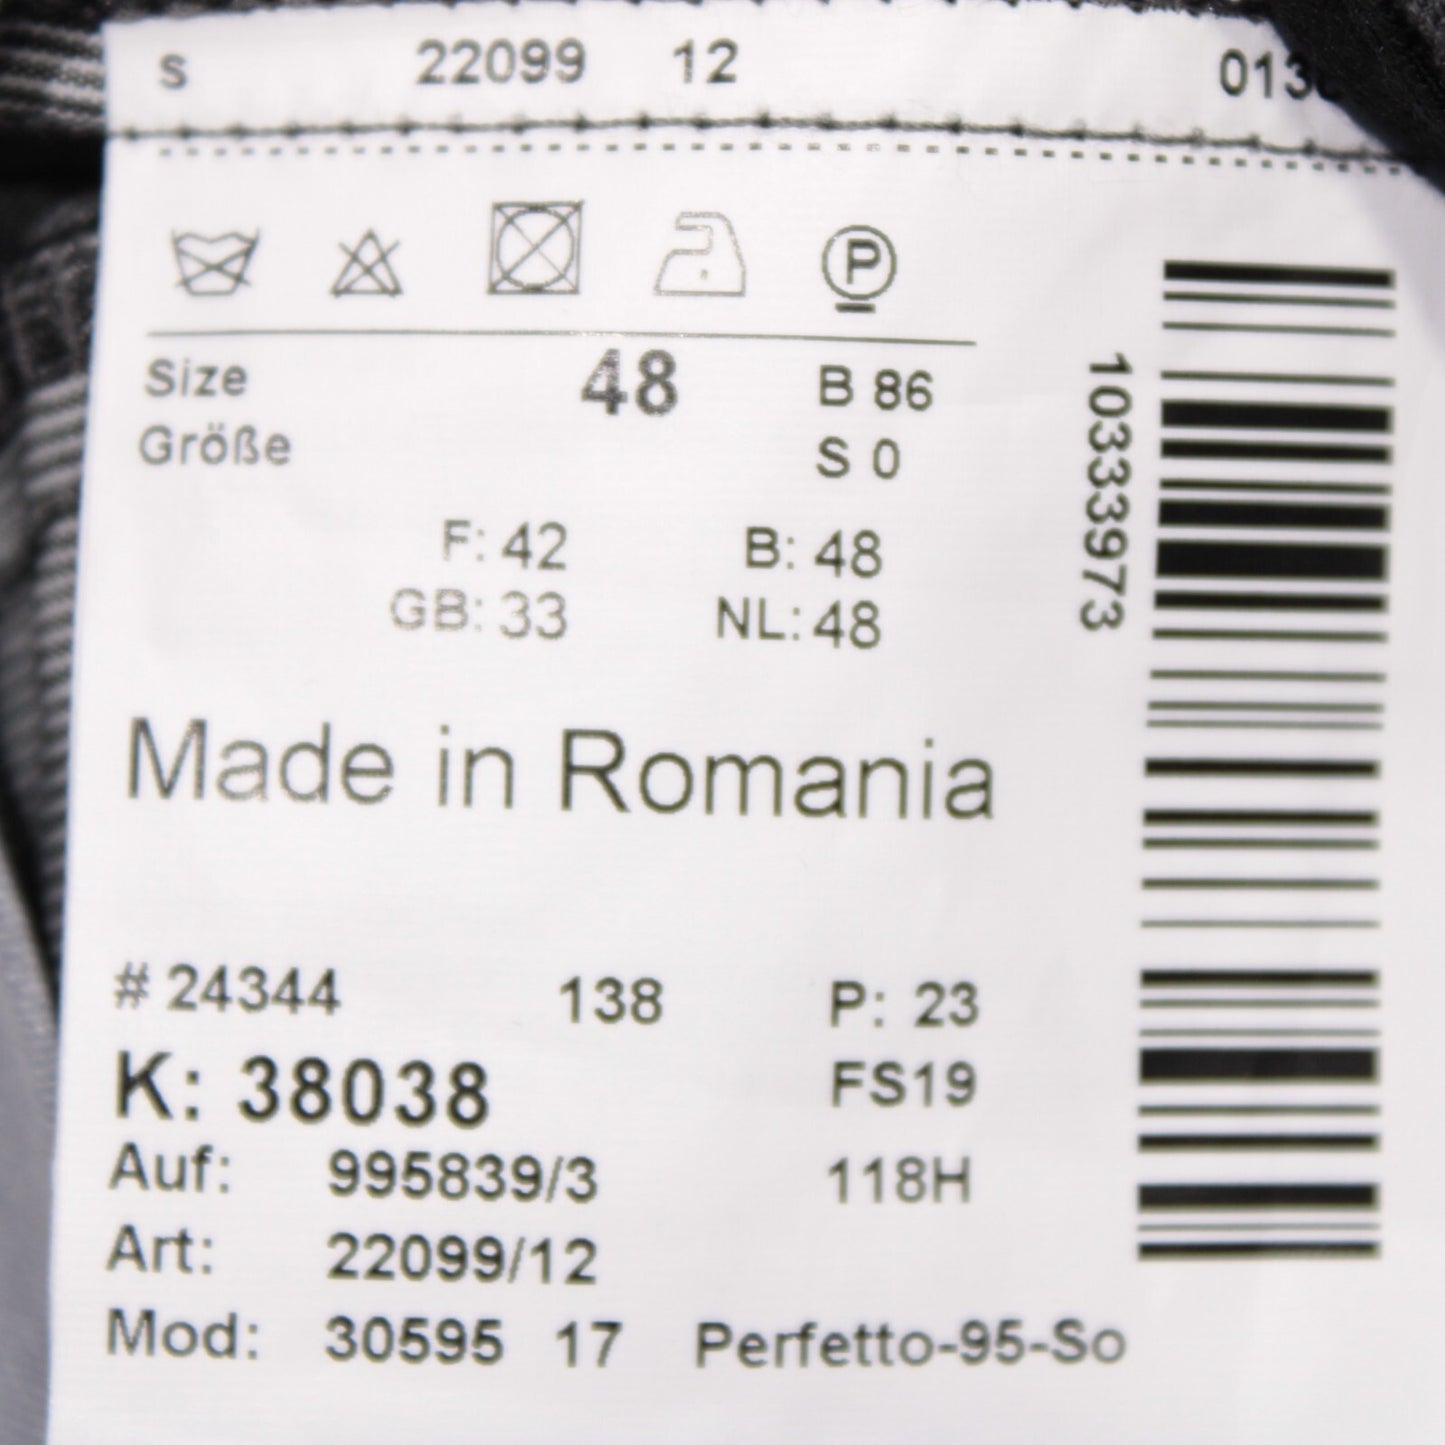 S 22099 12 013
P
Size 48 B 86
Größe S 0
F: 42 B: 48
GB: 33 NL: 48
10333973
Made in Romania
# 24344 138 P: 23
K: 38038 FS19
Auf: 995839/3 118H
Art: 22099/12
Mod: 30595 17 Perfetto-95-So